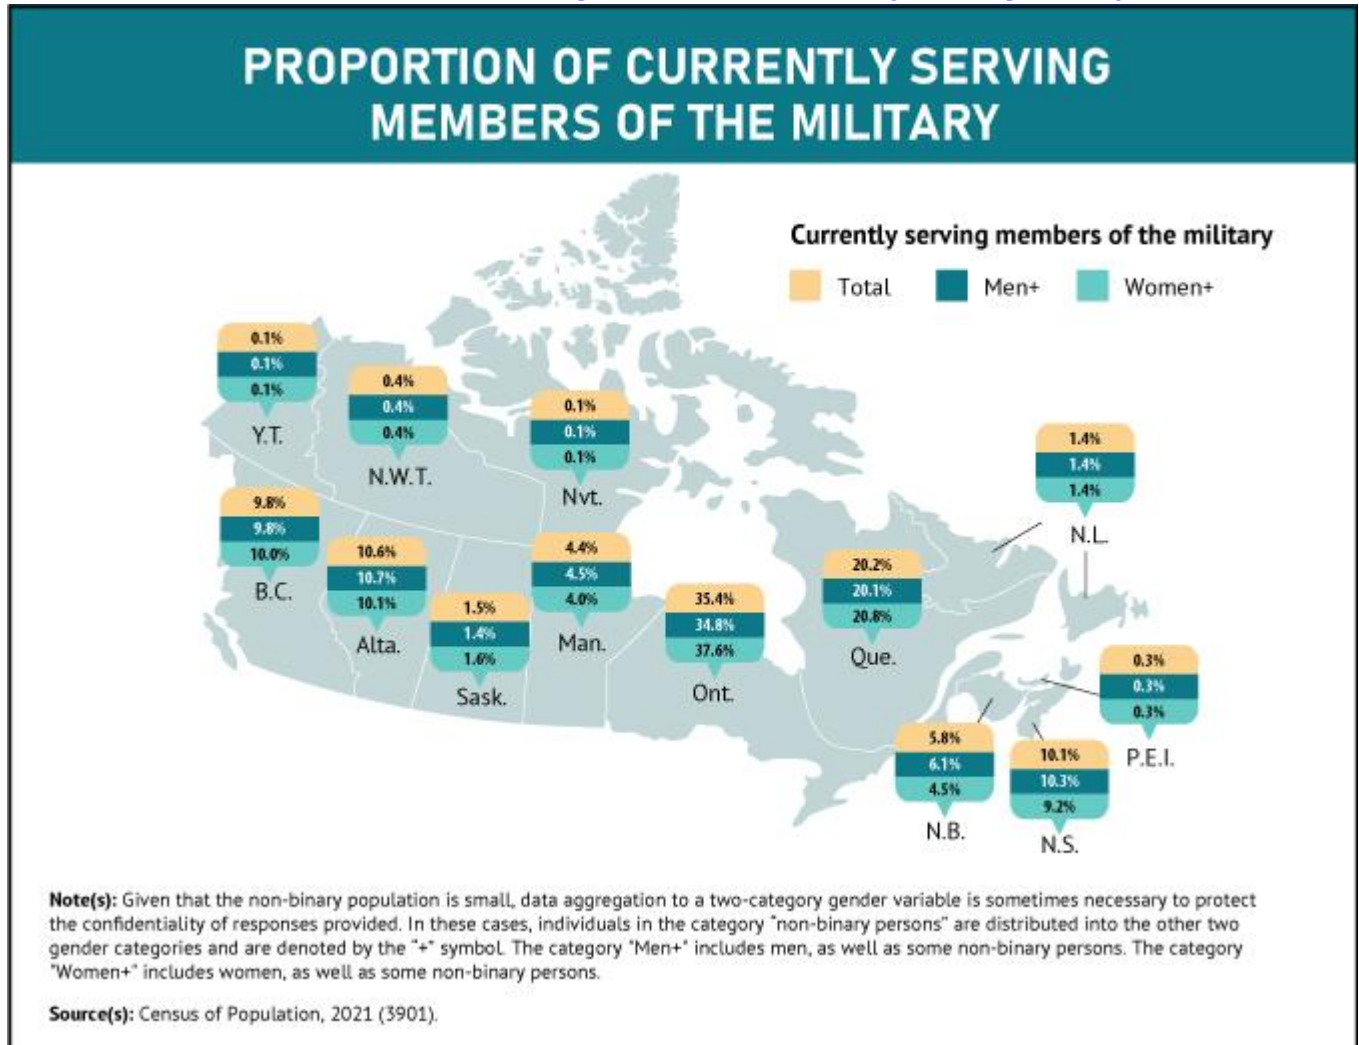 PROPORTION OF CURRENTLY SERVING
MEMBERS OF THE MILITARY
Currently serving members of the military
Total
Men+
Women+
0.1%
0.1%
0.1%
Y.T.
0.4%
0.4%
0.4%
N.W.T.
0.1%
0.1%
0.1%
Nvt.
1.4%
1.4%
1.4%
N.L.
9.8%
9.8%
10.0%
B.C.
10.6%
10.7%
10.1%
Alta.
1.5%
1.4%
1.6%
Sask.
4.4%
4.5%
4.0%
Man.
35.4%
34.8%
37.6%
Ont.
20.2%
20.1%
20.8%
Que.
0.3%
0.3%
0.3%
P.E.I.
5.8%
6.1%
4.5%
N.B.
10.1%
10.3%
9.2%
N.S.
Note(s): Given that the non-binary population is small, data aggregation to a two-category gender variable is sometimes necessary to protect
the confidentiality of responses provided. In these cases, individuals in the category "non-binary persons" are distributed into the other two
gender categories and are denoted by the "+" symbol. The category "Men+" includes men, as well as some non-binary persons. The category
"Women+" includes women, as well as some non-binary persons.
Source(s): Census of Population, 2021 (3901).